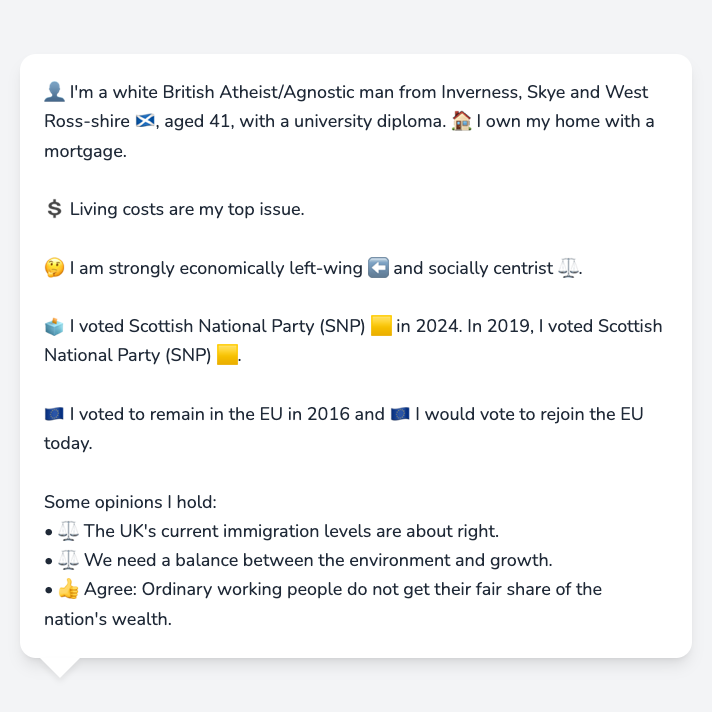 👤 I'm a white British Atheist/Agnostic man from Inverness, Skye and West
Ross-shire 🏴󠁧󠁢󠁳󠁣󠁴󠁿, aged 41, with a university diploma. 🏠 I own my home with a
mortgage.
💲 Living costs are my top issue.
🤔 I am strongly economically left-wing ⬅️ and socially centrist ⚖️.
🗳️ I voted Scottish National Party (SNP) 🟨 in 2024. In 2019, I voted Scottish
National Party (SNP) 🟨.
🇪🇺 I voted to remain in the EU in 2016 and 🇪🇺 I would vote to rejoin the EU
today.
Some opinions I hold:
• ⚖️ The UK's current immigration levels are about right.
• ⚖️ We need a balance between the environment and growth.
• 👍 Agree: Ordinary working people do not get their fair share of the
nation's wealth.